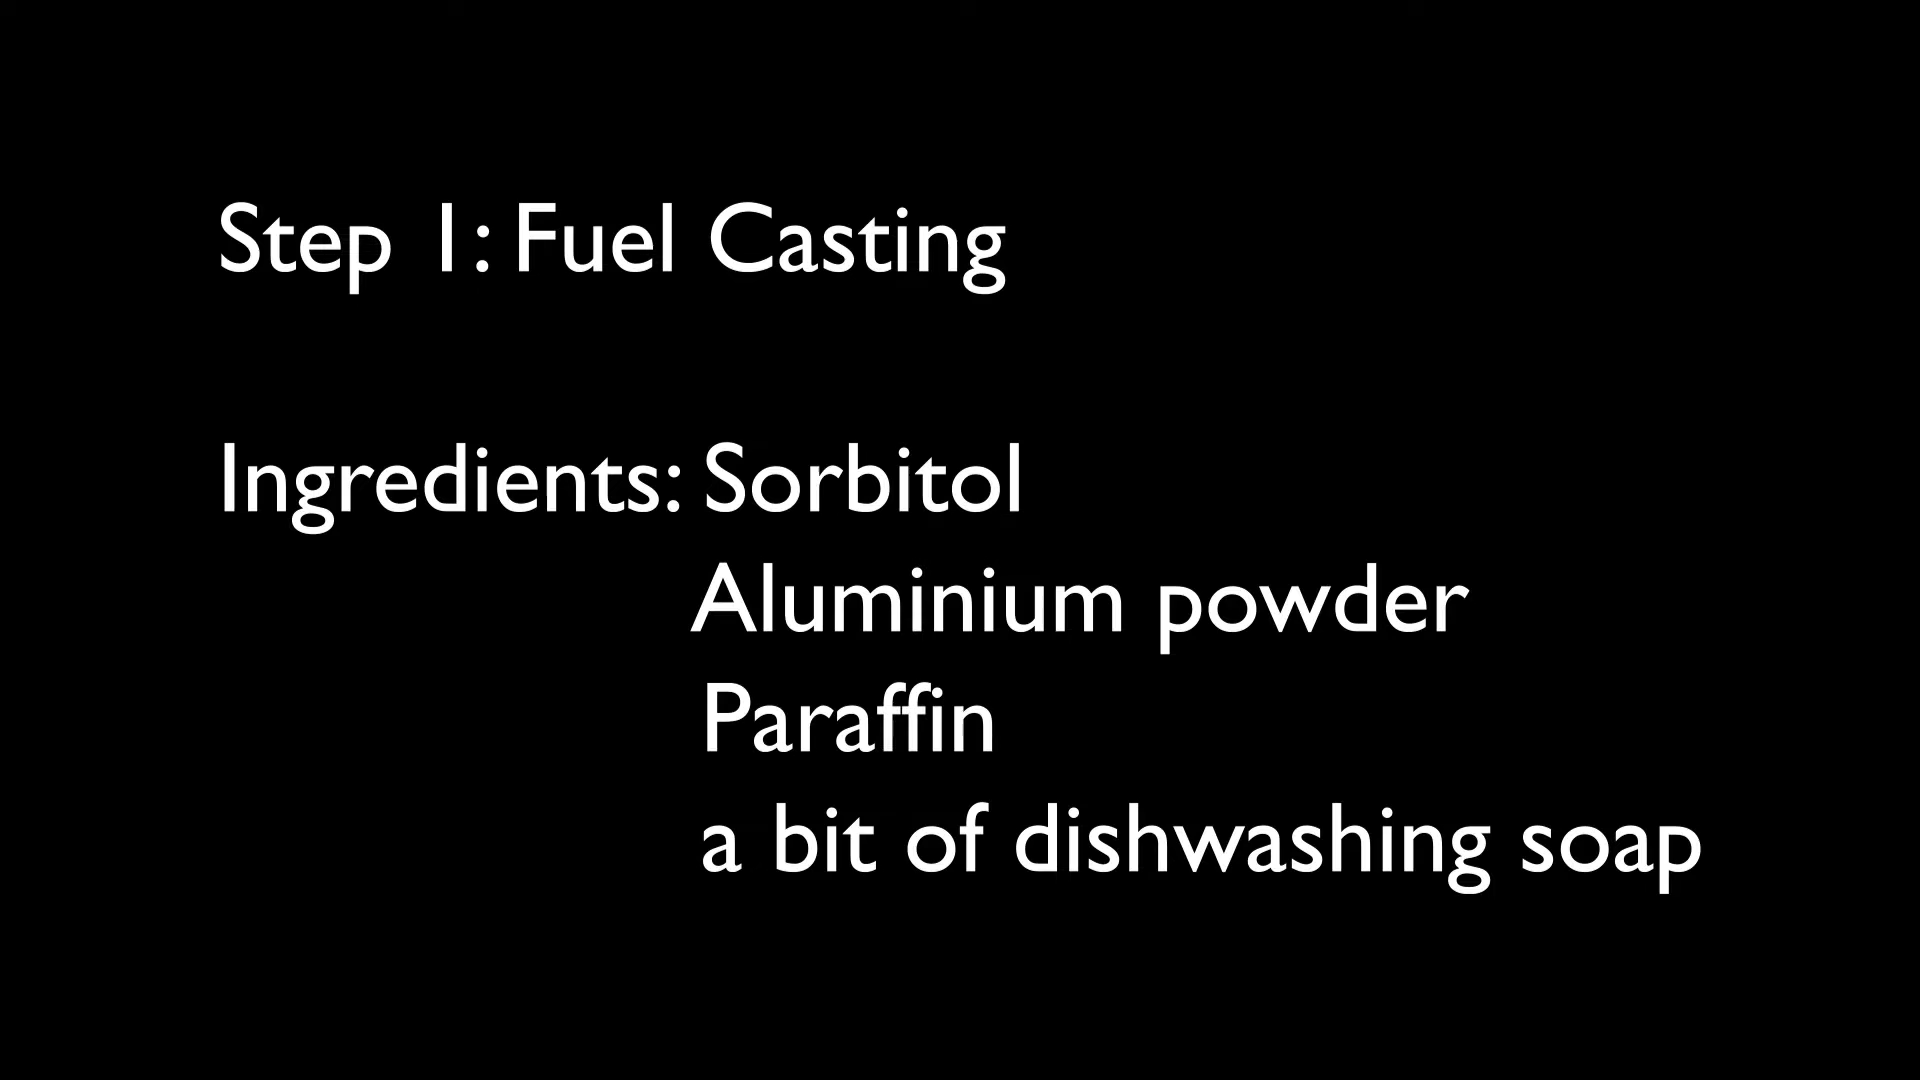 Step 1: Fuel Casting
Ingredients: Sorbitol
Aluminium powder
Paraffin
a bit of dishwashing soap